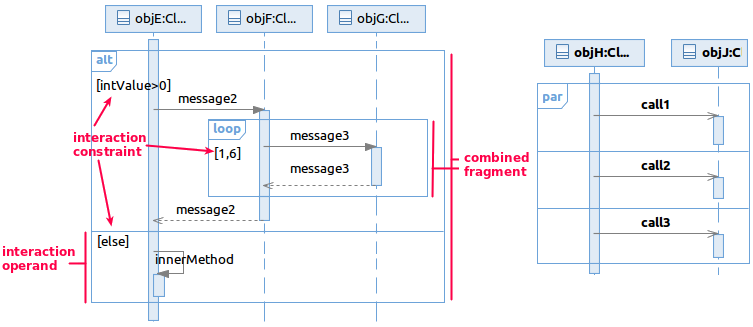 objE:Cl...
objF:Cl...
objG:Cl...
alt
[intValue>0]
message2
loop
message3
interaction
constraint
[1,6]
message3
combined
fragment
message2
[else]
interaction
operand
innerMethod
objH:Cl...
objJ:C
par
call1
call2
call3